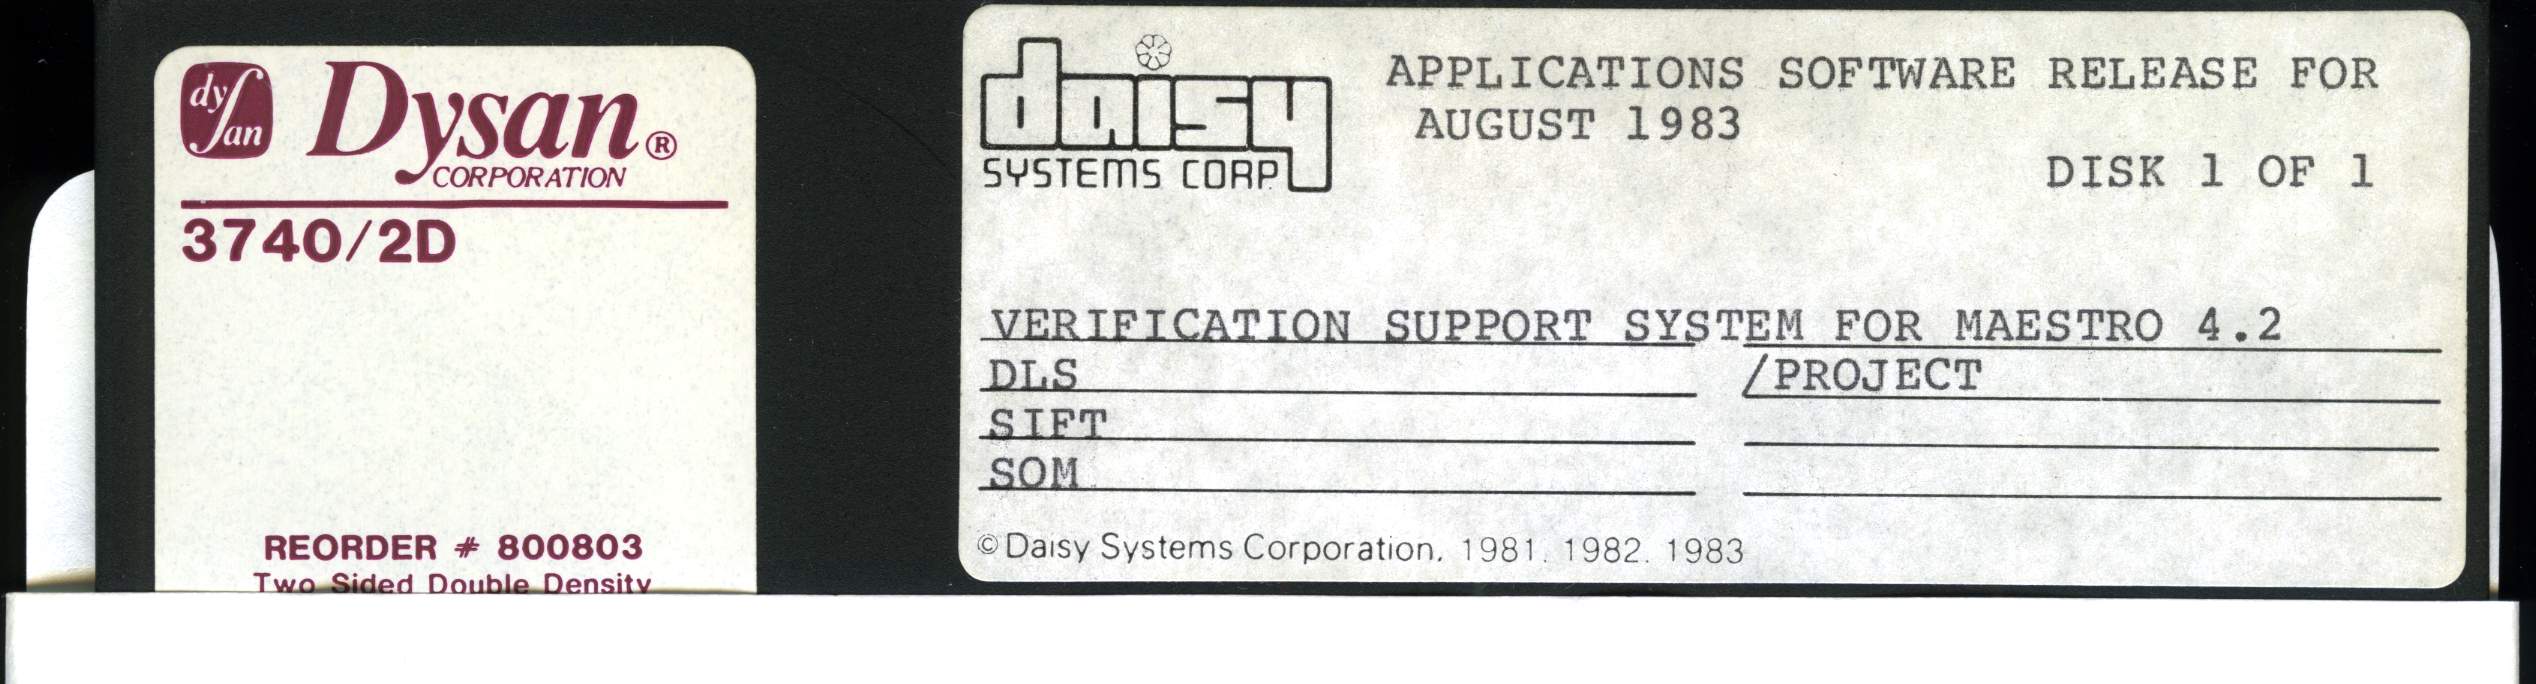 dy
san
Dysan®
CORPORATION
3740/2D
REORDER # 800803
Two Sided Double Density
daisy
SYSTEMS CORP
APPLICATIONS SOFTWARE RELEASE FOR
AUGUST 1983
DISK 1 OF 1
VERIFICATION SUPPORT SYSTEM FOR MAESTRO 4.2
DLS /PROJECT
SIFT
SOM
©Daisy Systems Corporation, 1981, 1982, 1983